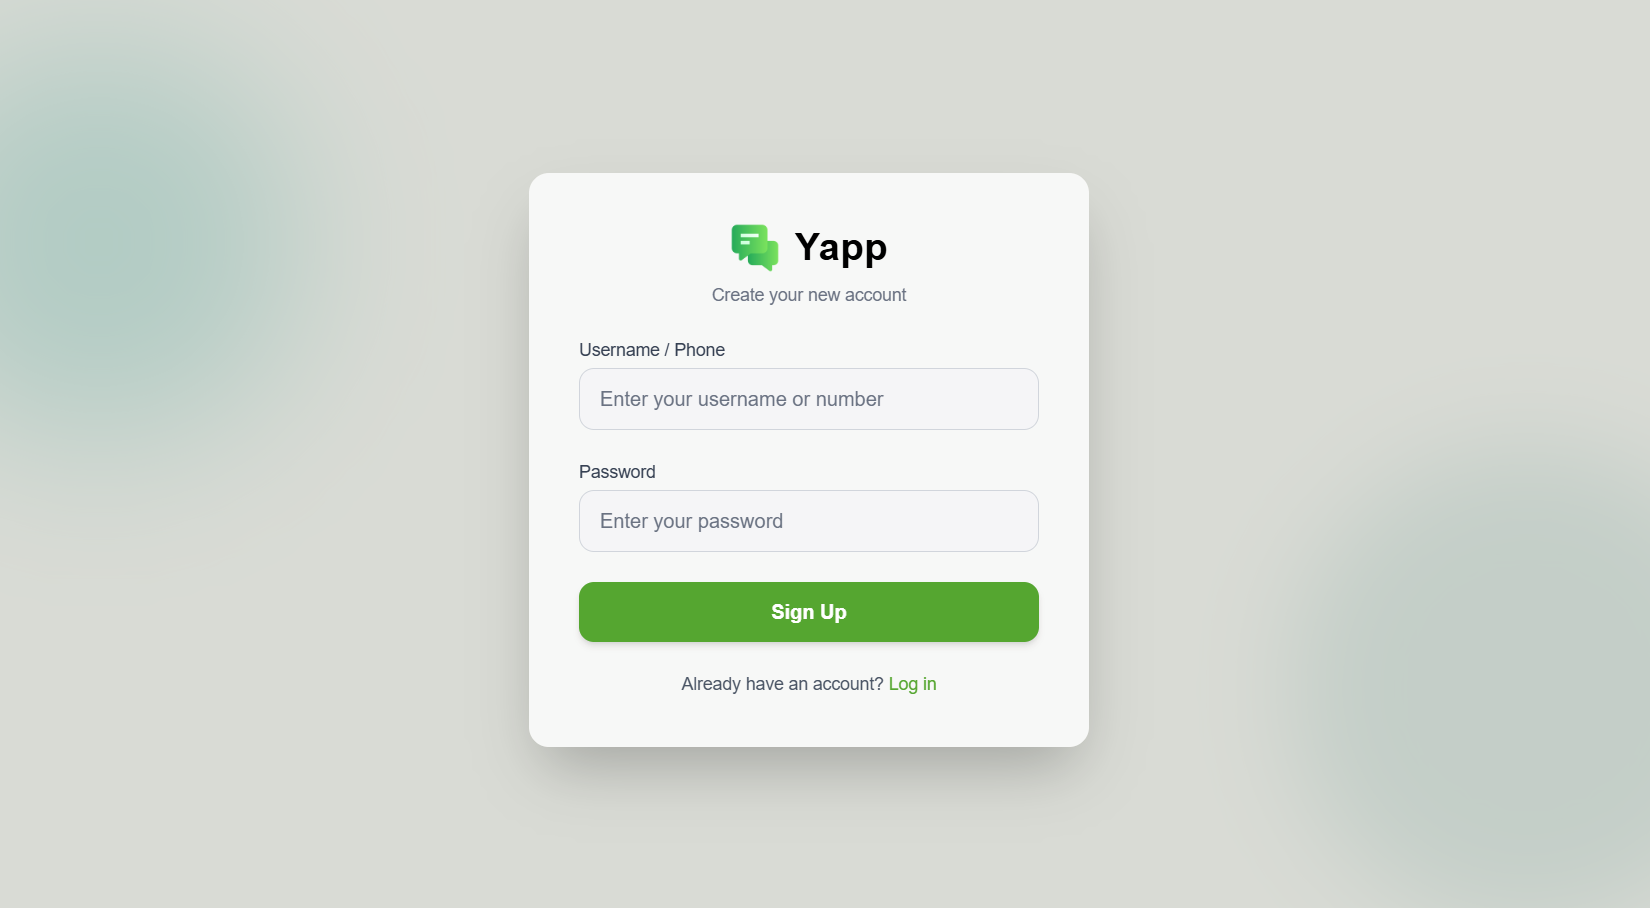 Yapp
Create your new account
Username / Phone
Enter your username or number
Password
Enter your password
Sign Up
Already have an account? Log in